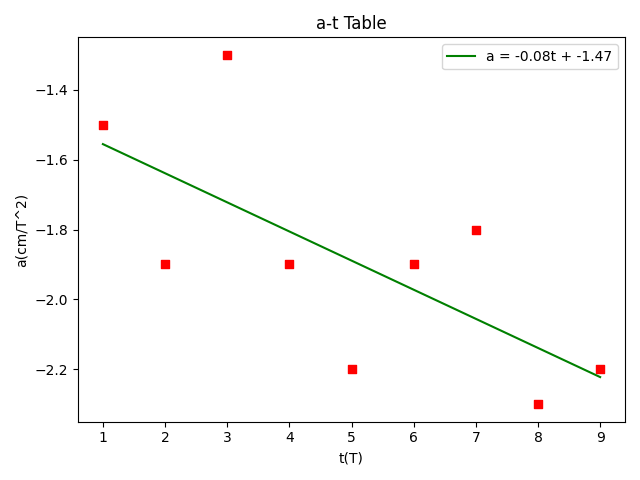 a-t Table
a = -0.08t + -1.47
a(cm/T^2)
−1.4
−1.6
−1.8
−2.0
−2.2
1 2 3 4 5 6 7 8 9
t(T)